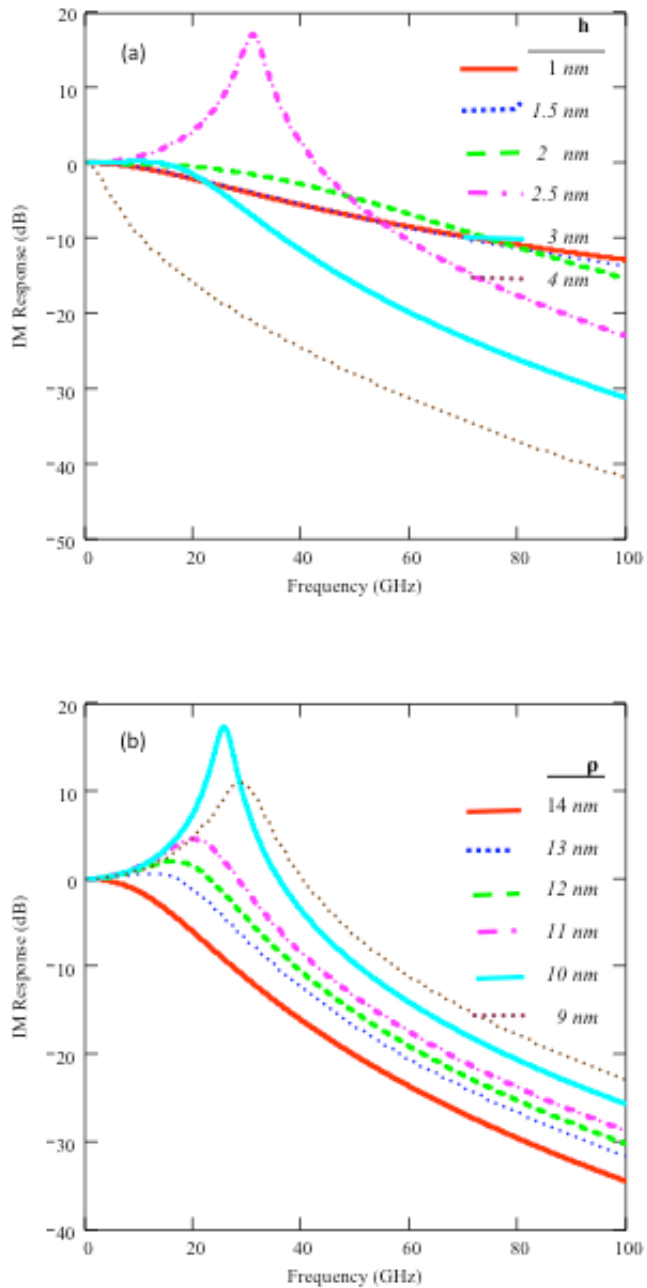 20
10
0
−10
−20
−30
−40
−50
IM Response (dB)
(a)
h
1 nm
1.5 nm
2 nm
2.5 nm
3 nm
4 nm
0 20 40 60 80 100
Frequency (GHz)
20
10
0
−10
−20
−30
−40
IM Response (dB)
(b)
ρ
14 nm
13 nm
12 nm
11 nm
10 nm
9 nm
0 20 40 60 80 100
Frequency (GHz)